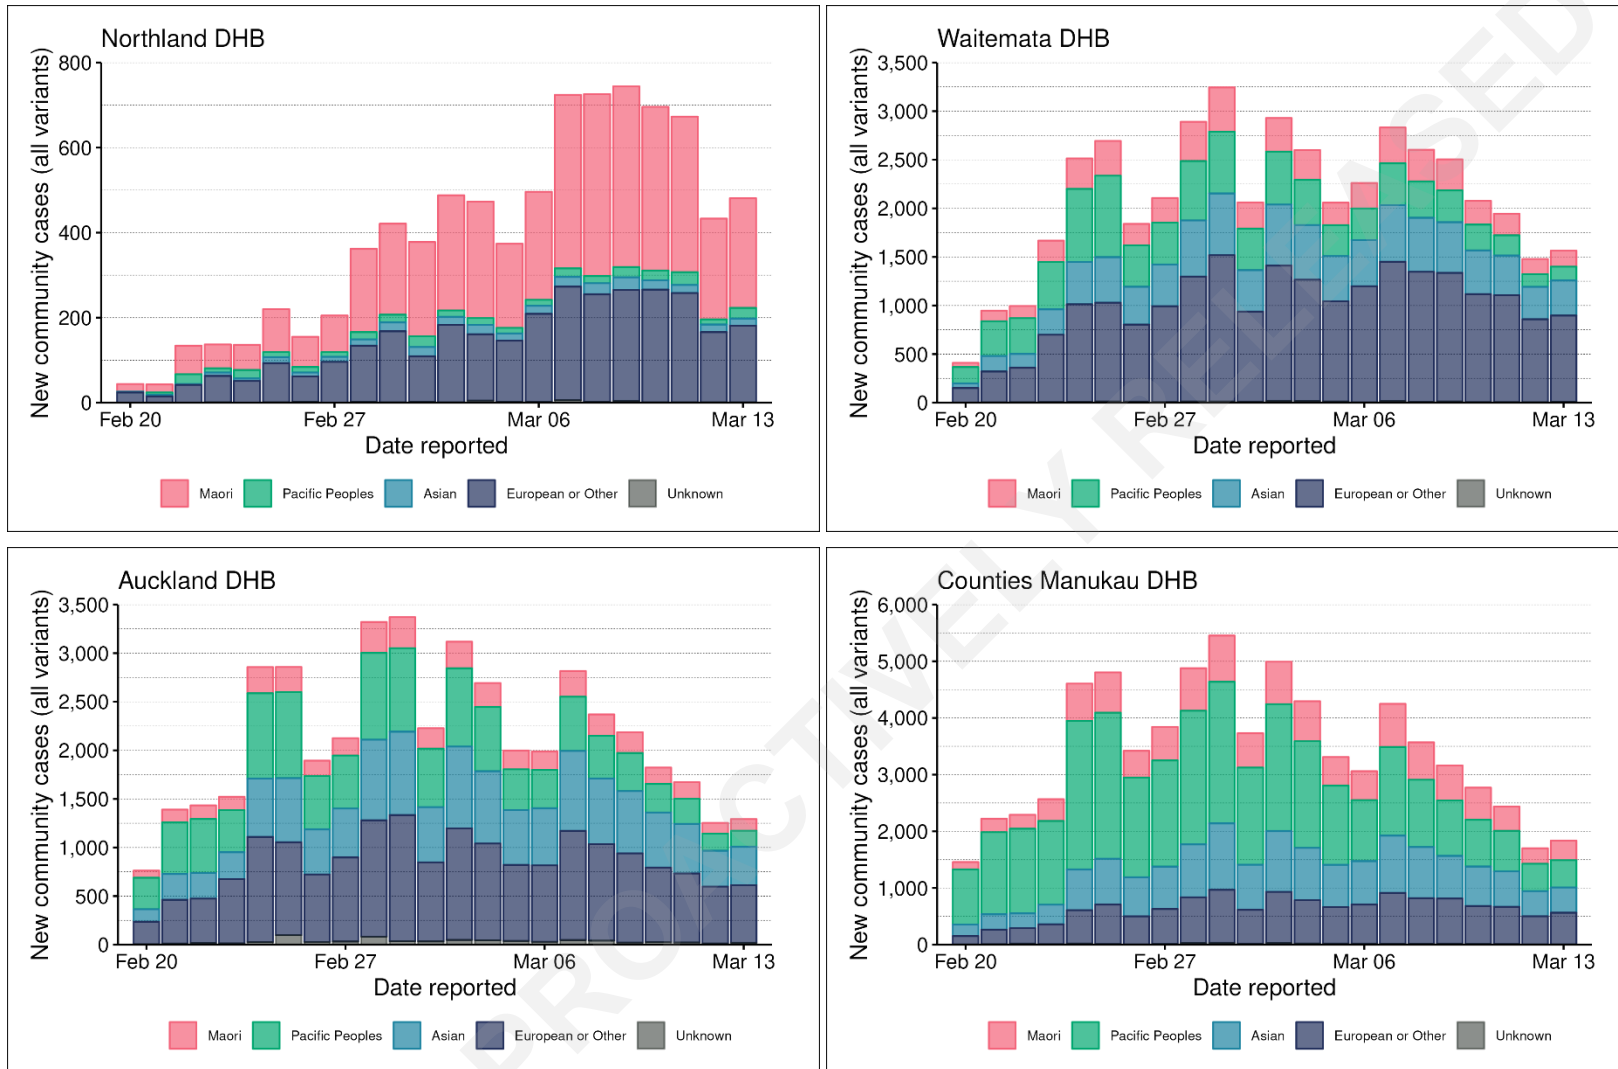 Northland DHB
New community cases (all variants)
800
600
400
200
0
Feb 20 Feb 27 Mar 06 Mar 13
Date reported
Maori Pacific Peoples Asian European or Other Unknown
Waitemata DHB
New community cases (all variants)
3,500
3,000
2,500
2,000
1,500
1,000
500
0
Feb 20 Feb 27 Mar 06 Mar 13
Date reported
Maori Pacific Peoples Asian European or Other Unknown
Auckland DHB
New community cases (all variants)
3,500
3,000
2,500
2,000
1,500
1,000
500
0
Feb 20 Feb 27 Mar 06 Mar 13
Date reported
Maori Pacific Peoples Asian European or Other Unknown
Counties Manukau DHB
New community cases (all variants)
6,000
5,000
4,000
3,000
2,000
1,000
0
Feb 20 Feb 27 Mar 06 Mar 13
Date reported
Maori Pacific Peoples Asian European or Other Unknown
PROACTIVELY RELEASED